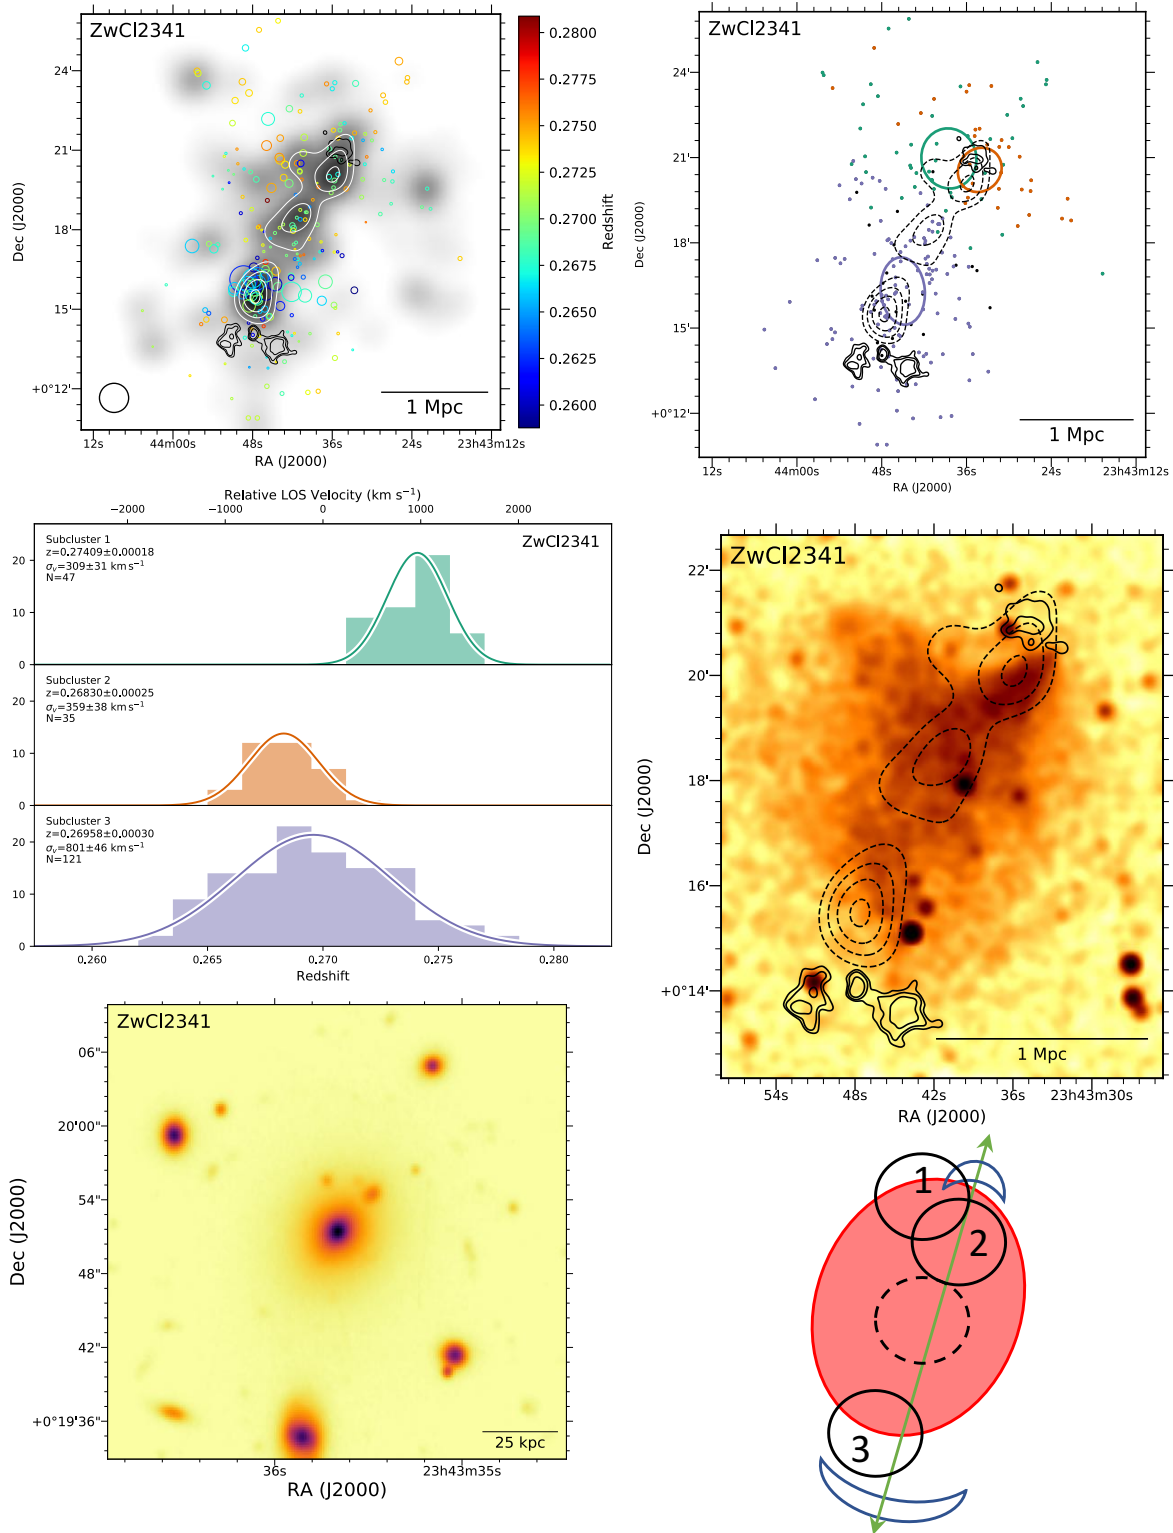 ZwCl2341
24'
21'
18'
15'
+0°12'
Dec (J2000)
12s
44m00s
48s
36s
24s
23h43m12s
RA (J2000)
1 Mpc
0.2800
0.2775
0.2750
0.2725
0.2700
0.2675
0.2650
0.2625
0.2600
Redshift
ZwCl2341
24'
21'
18'
15'
+0°12'
Dec (J2000)
12s
44m00s
48s
36s
24s
23h43m12s
RA (J2000)
1 Mpc
Relative LOS Velocity (km s⁻¹)
−2000
−1000
0
1000
2000
Subcluster 1
z=0.27409±0.00018
σᵥ=309±31 km s⁻¹
N=47
ZwCl2341
20
10
0
Subcluster 2
z=0.26830±0.00025
σᵥ=359±38 km s⁻¹
N=35
20
10
0
Subcluster 3
z=0.26958±0.00030
σᵥ=801±46 km s⁻¹
N=121
20
10
0
0.260
0.265
0.270
0.275
0.280
Redshift
ZwCl2341
22'
20'
18'
16'
+0°14'
Dec (J2000)
54s
48s
42s
36s
23h43m30s
RA (J2000)
1 Mpc
ZwCl2341
06"
20'00"
54"
48"
42"
+0°19'36"
Dec (J2000)
36s
23h43m35s
RA (J2000)
25 kpc
1
2
3